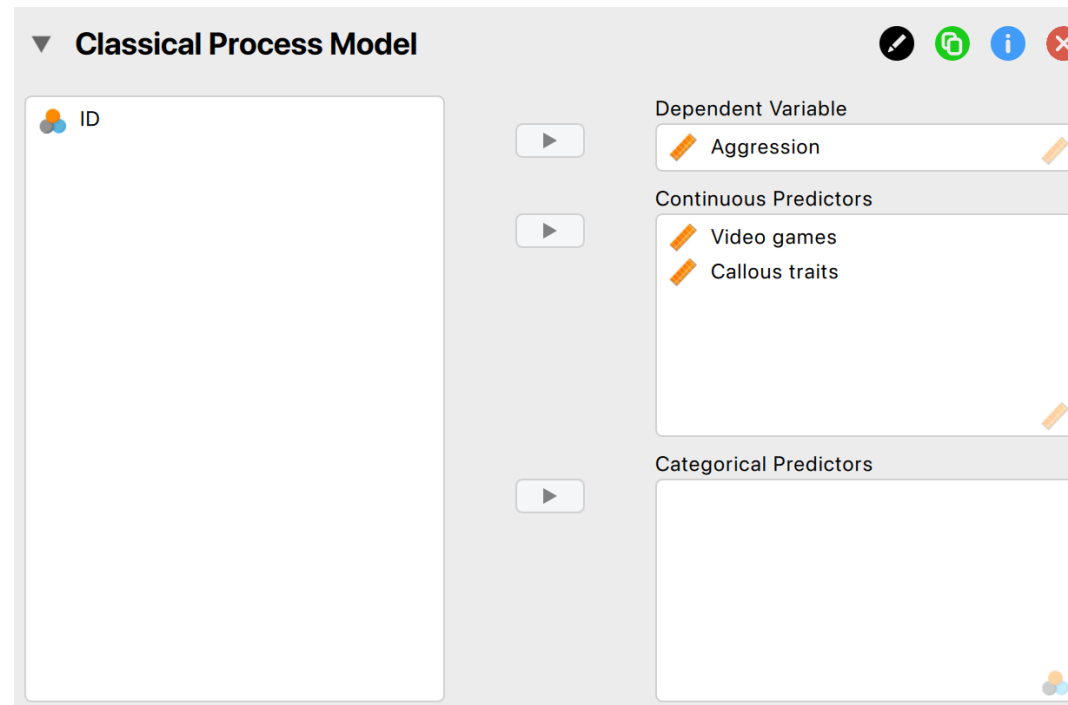 Classical Process Model
ID
Dependent Variable
Aggression
Continuous Predictors
Video games
Callous traits
Categorical Predictors